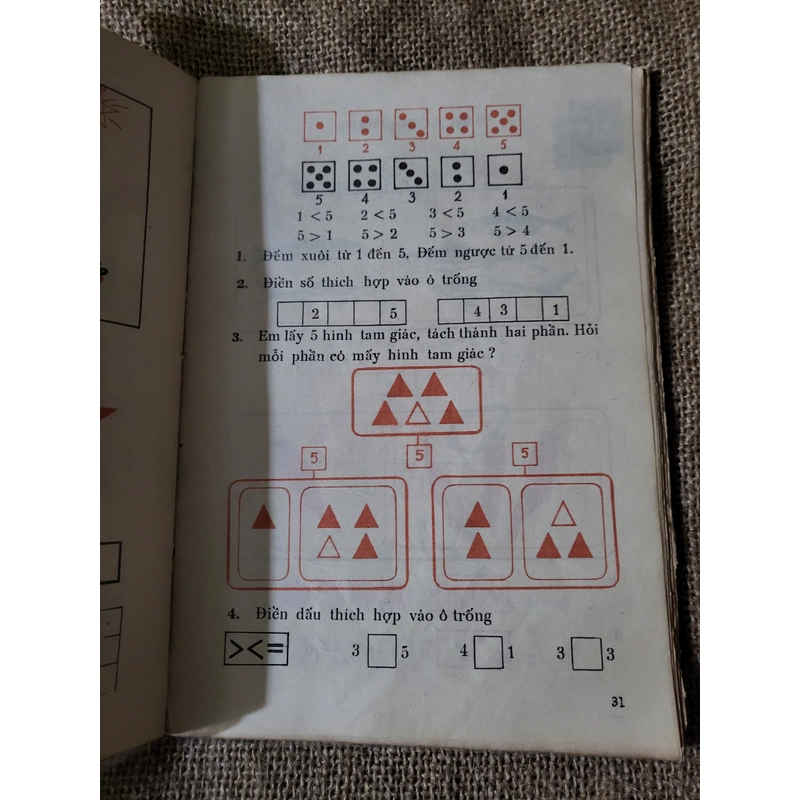 1 2 3 4 5
5 4 3 2 1
1 < 5 2 < 5 3 < 5 4 < 5
5 > 1 5 > 2 5 > 3 5 > 4
1. Đếm xuôi từ 1 đến 5. Đếm ngược từ 5 đến 1.
2. Điền số thích hợp vào ô trống
2 5 4 3 1
3. Em lấy 5 hình tam giác, tách thành hai phần. Hỏi
mỗi phần có mấy hình tam giác ?
5 5 5
4. Điền dấu thích hợp vào ô trống
> < = 3 5 4 1 3 3
31